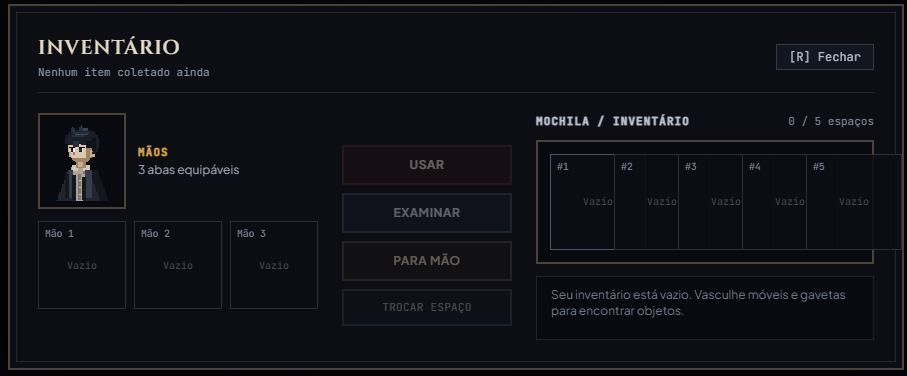 INVENTÁRIO
Nenhum item coletado ainda
[R] Fechar
MÃOS
3 abas equipáveis
Mão 1
Vazio
Mão 2
Vazio
Mão 3
Vazio
USAR
EXAMINAR
PARA MÃO
TROCAR ESPAÇO
MOCHILA / INVENTÁRIO
0 / 5 espaços
#1
Vazio
#2
Vazio
#3
Vazio
#4
Vazio
#5
Vazio
Seu inventário está vazio. Vasculhe móveis e gavetas
para encontrar objetos.